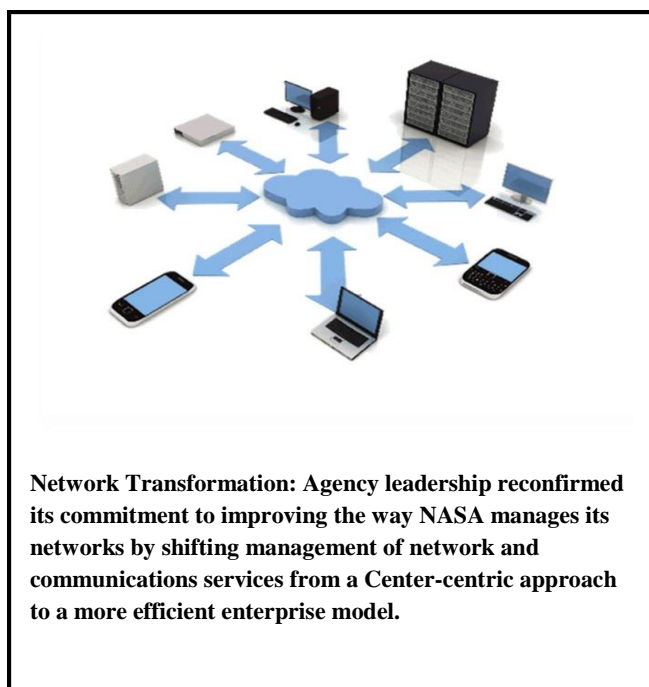 Network Transformation: Agency leadership reconfirmed
its commitment to improving the way NASA manages its
networks by shifting management of network and
communications services from a Center-centric approach
to a more efficient enterprise model.